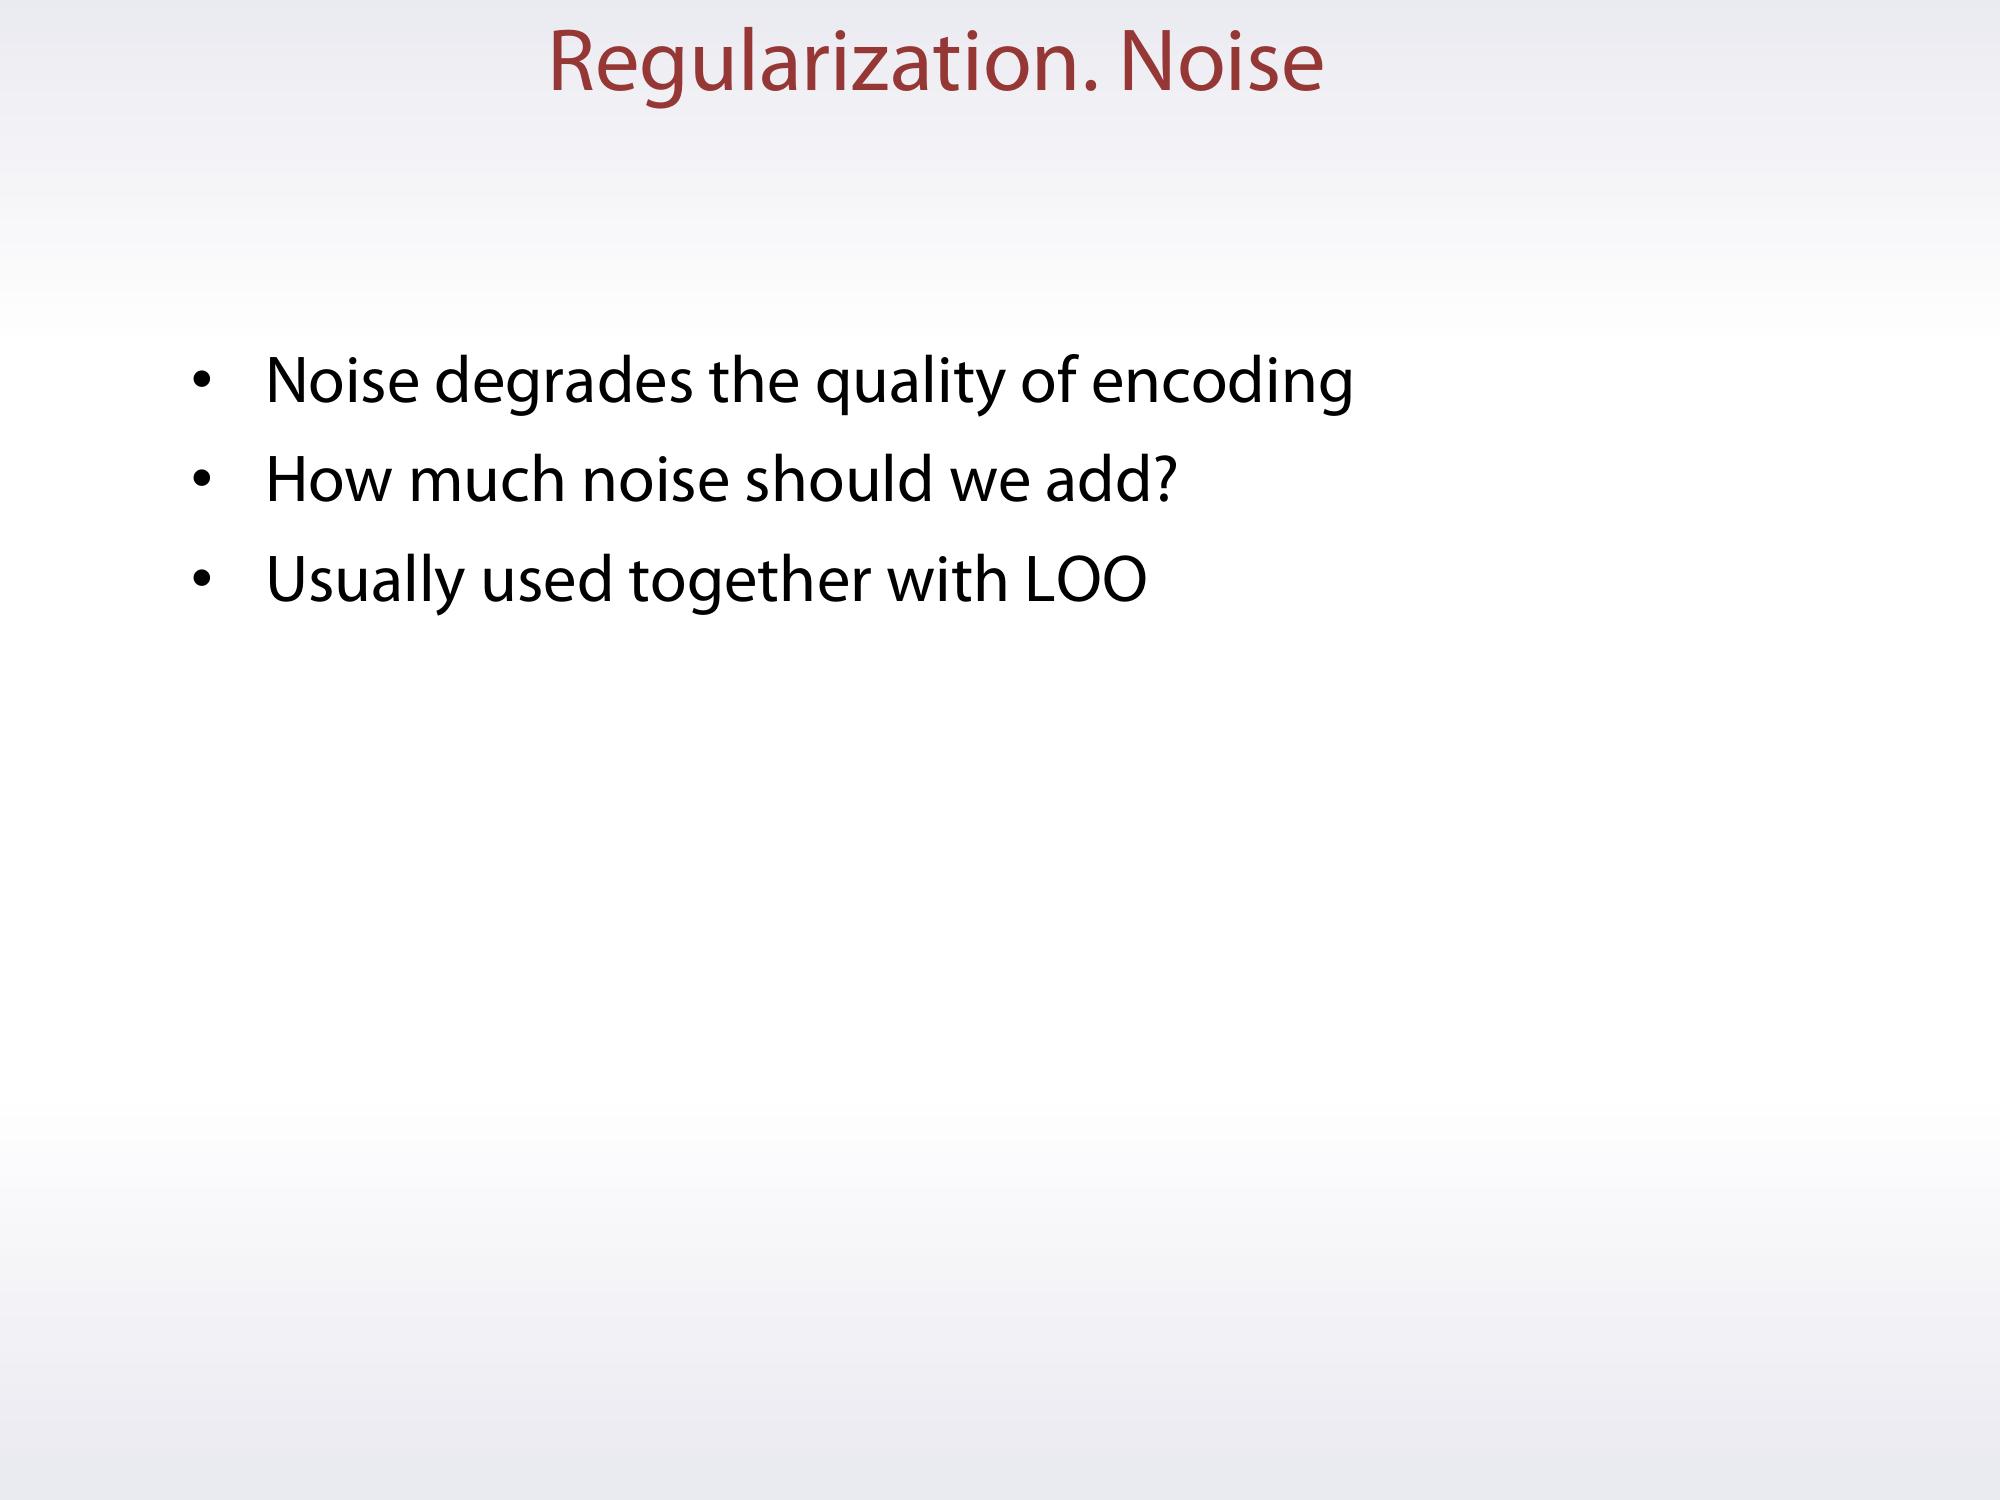 Regularization. Noise
• Noise degrades the quality of encoding
• How much noise should we add?
• Usually used together with LOO